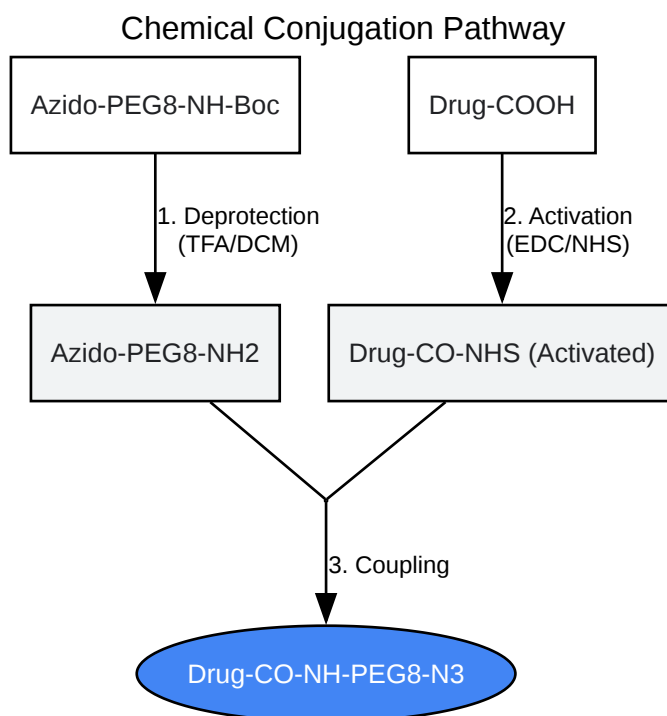 Chemical Conjugation Pathway
Azido-PEG8-NH-Boc
Drug-COOH
1. Deprotection
(TFA/DCM)
2. Activation
(EDC/NHS)
Azido-PEG8-NH2
Drug-CO-NHS (Activated)
3. Coupling
Drug-CO-NH-PEG8-N3